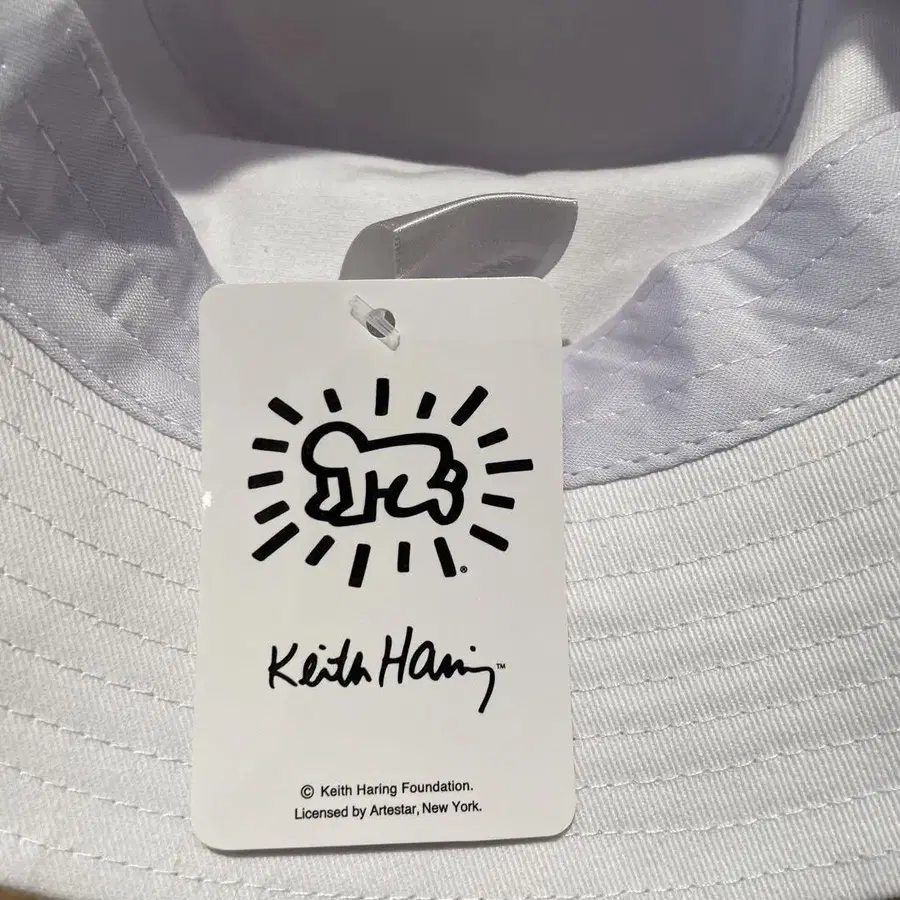 ®
Keith Haring™
© Keith Haring Foundation.
Licensed by Artestar, New York.